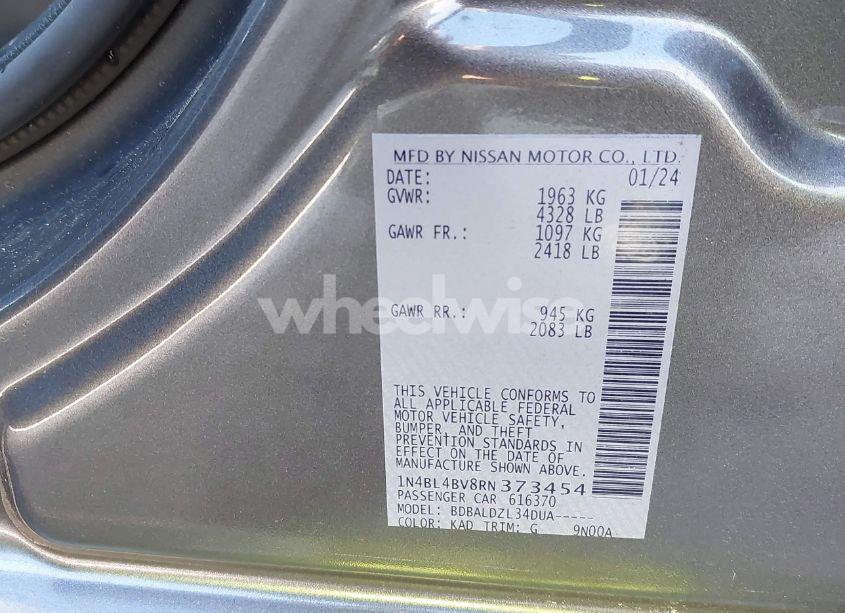 MFD BY NISSAN MOTOR CO., LTD.
DATE: 01/24
GVWR: 1963 KG
4328 LB
GAWR FR.: 1097 KG
2418 LB
wheelwise
GAWR RR.: 945 KG
2083 LB
THIS VEHICLE CONFORMS TO
ALL APPLICABLE FEDERAL
MOTOR VEHICLE SAFETY,
BUMPER, AND THEFT
PREVENTION STANDARDS IN
EFFECT ON THE DATE OF
MANUFACTURE SHOWN ABOVE.
1N4BL4BV8RN373454
PASSENGER CAR 616370
MODEL: BDBALDZL34DUA-----
COLOR: KAD TRIM: G 9N00A